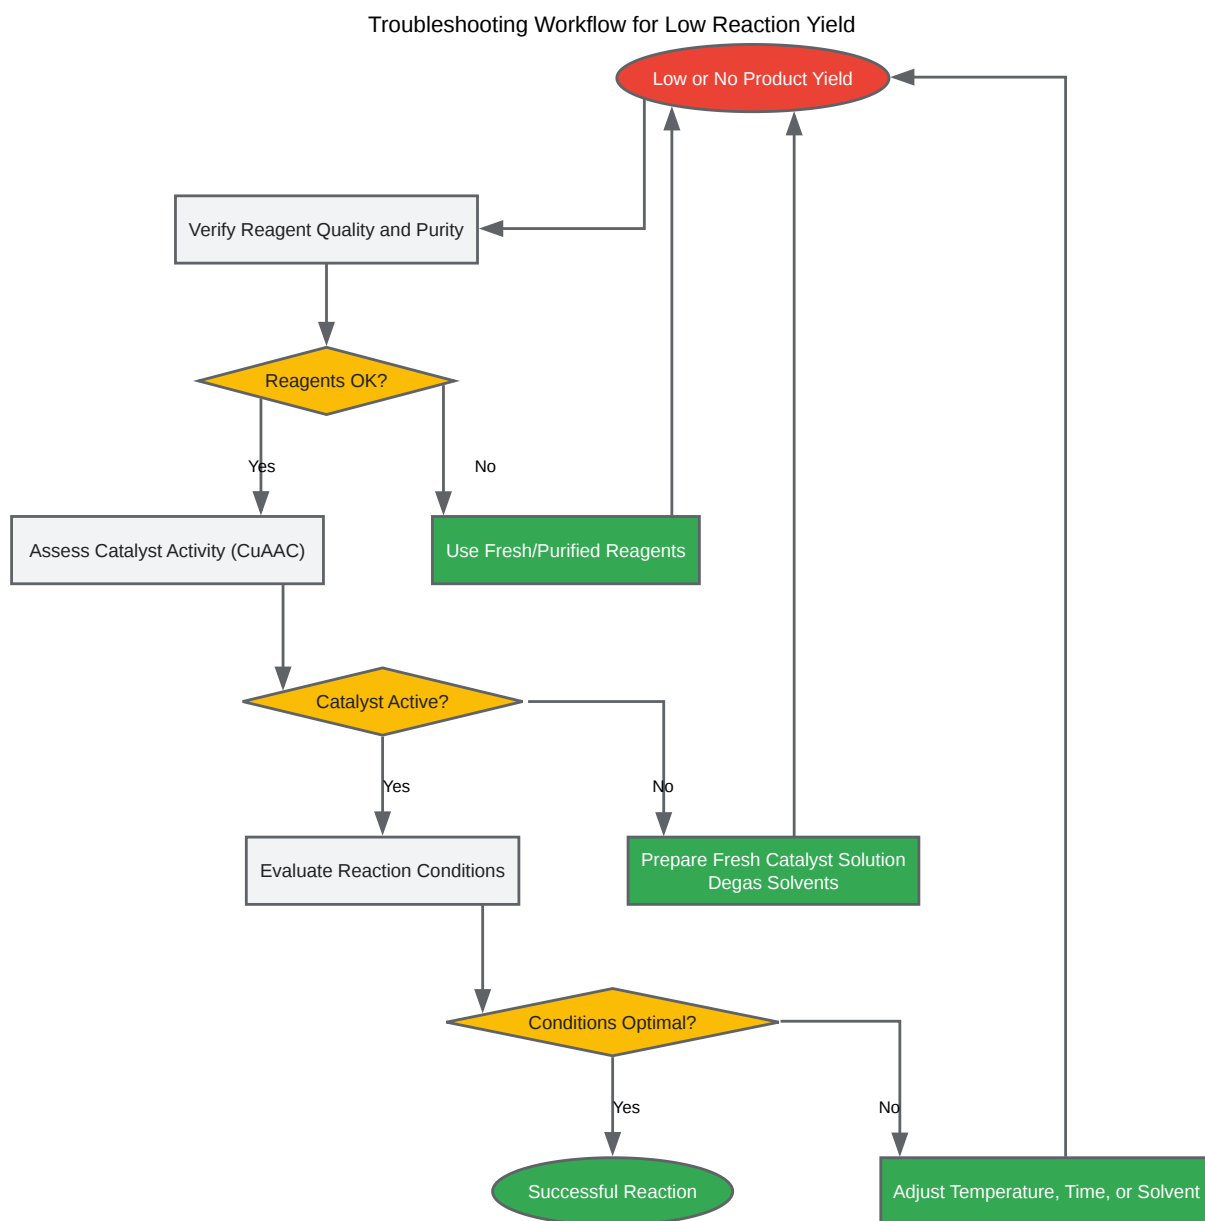 Troubleshooting Workflow for Low Reaction Yield
Low or No Product Yield
Verify Reagent Quality and Purity
Reagents OK?
Yes
No
Assess Catalyst Activity (CuAAC)
Use Fresh/Purified Reagents
Catalyst Active?
Yes
No
Evaluate Reaction Conditions
Prepare Fresh Catalyst Solution
Degas Solvents
Conditions Optimal?
Yes
No
Successful Reaction
Adjust Temperature, Time, or Solvent